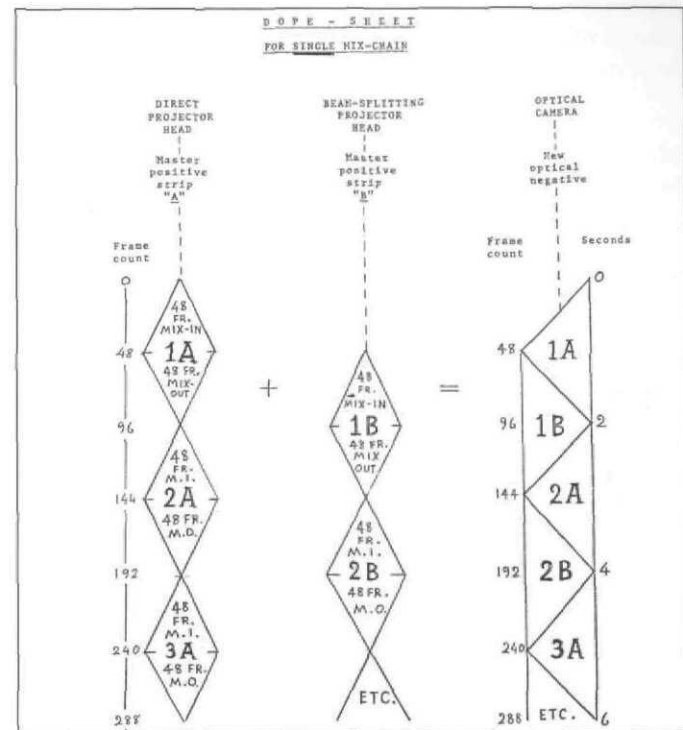 DOPE - SHEET
FOR SINGLE MIX-CHAIN
DIRECT
PROJECTOR
HEAD
Master
positive
strip
"A"
BEAM-SPLITTING
PROJECTOR
HEAD
Master
positive
strip
"B"
OPTICAL
CAMERA
New
optical
negative
Frame
count
0
48
96
144
192
240
288
48
FR.
MIX-IN
1A
48 FR.
MIX-
OUT
48
FR.
M.I.
2A
48 FR.
M.O.
48
FR.
M.I.
3A
48 FR.
M.O.
+
48
FR.
MIX-IN
1B
48 FR.
MIX
OUT
48
FR.
M.I.
2B
48 FR.
M.O.
ETC.
=
Frame
count
48
96
144
192
240
288
1A
1B
2A
2B
3A
ETC.
Seconds
0
2
4
6